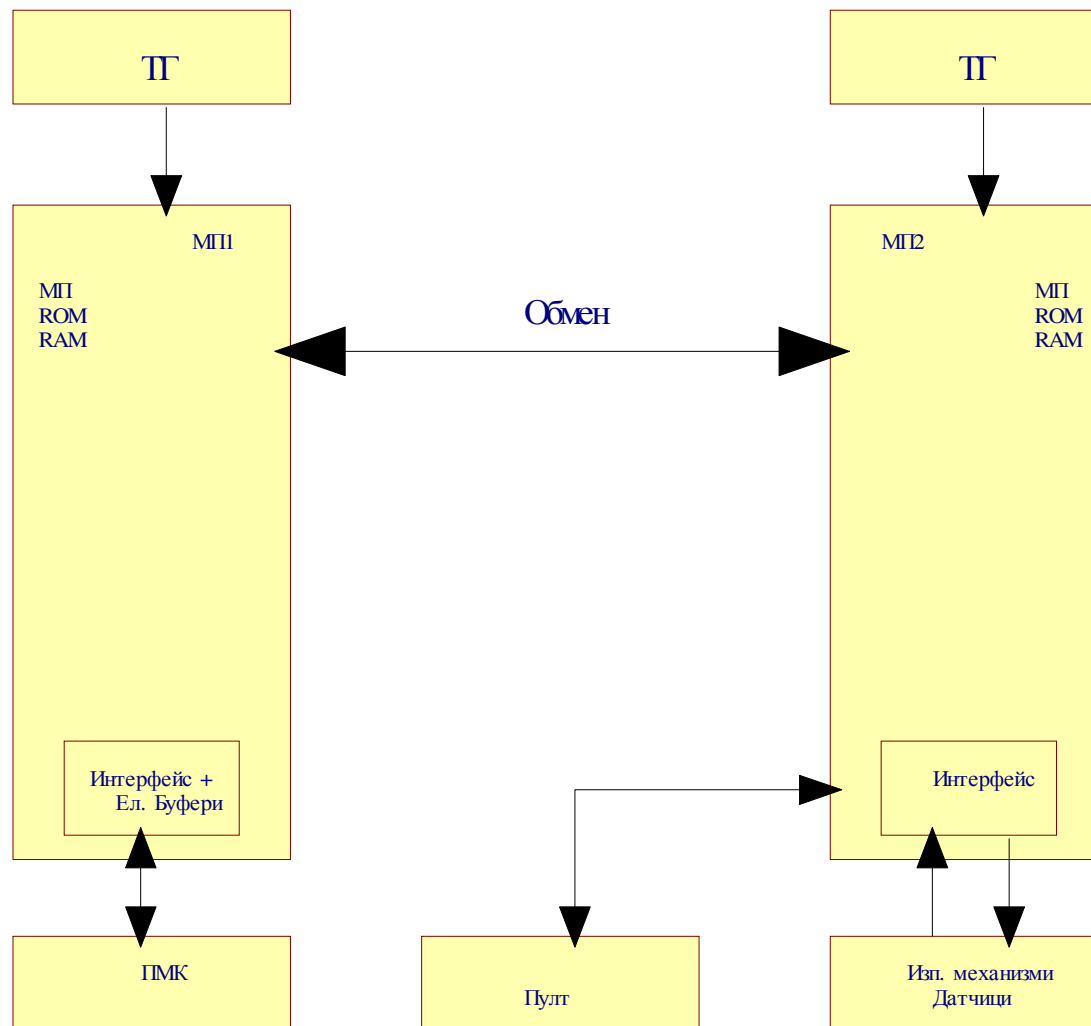 ТГ
ТГ
МП1
МП2
МП
ROM
RAM
МП
ROM
RAM
Обмен
Интерфейс +
Ел. Буфери
Интерфейс
ПМК
Пулт
Изп. механизми
Датчици